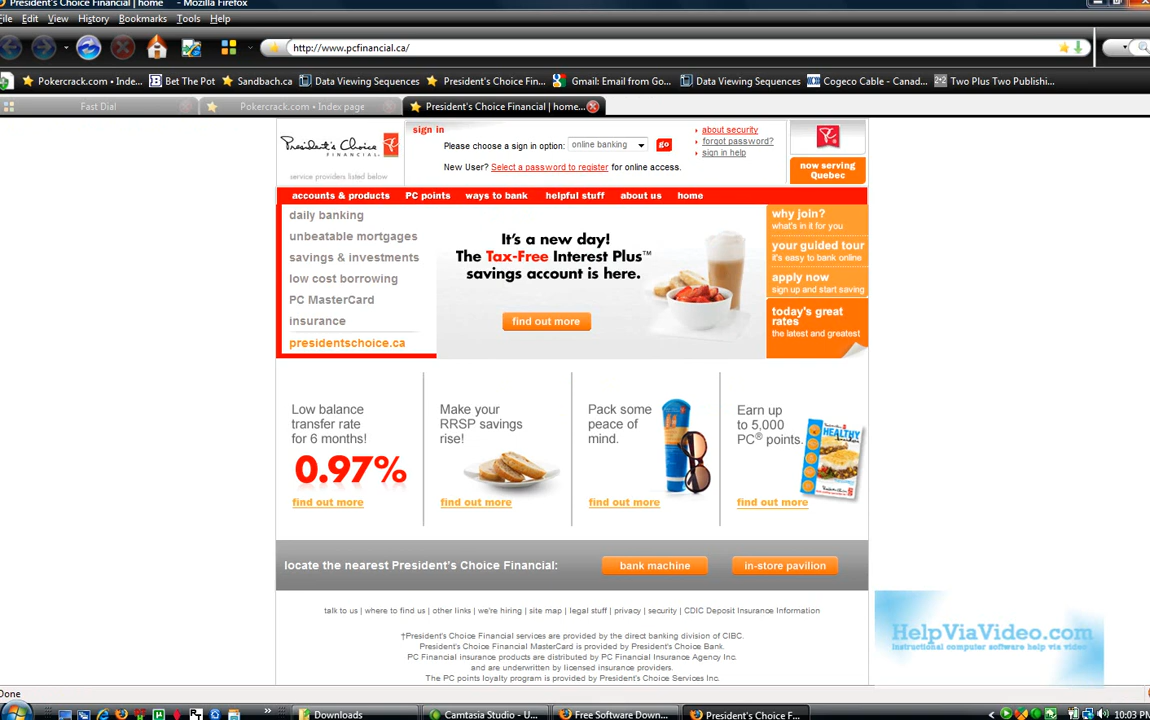 President's Choice Financial | home - Mozilla Firefox
File Edit View History Bookmarks Tools Help
http://www.pcfinancial.ca/
Pokercrack.com • Inde... Bet The Pot Sandbach.ca Data Viewing Sequences President's Choice Fin... Gmail: Email from Go... Data Viewing Sequences Cogeco Cable - Canad... Two Plus Two Publishi...
Fast Dial Pokercrack.com • Index page President's Choice Financial | home...
sign in
President's Choice
FINANCIAL
service providers listed below
Please choose a sign in option: online banking go
New User? Select a password to register for online access.
about security
forgot password?
sign in help
now serving
Quebec
accounts & products PC points ways to bank helpful stuff about us home
daily banking
unbeatable mortgages
savings & investments
low cost borrowing
PC MasterCard
insurance
presidentschoice.ca
It's a new day!
The Tax-Free Interest Plus™
savings account is here.
find out more
why join?
what's in it for you
your guided tour
it's easy to bank online
apply now
sign up and start saving
today's great
rates
the latest and greatest
Low balance
transfer rate
for 6 months!
0.97%
find out more
Make your
RRSP savings
rise!
find out more
Pack some
peace of
mind.
find out more
Earn up
to 5,000
PC® points.
HEALTHY
find out more
locate the nearest President's Choice Financial: bank machine in-store pavilion
talk to us | where to find us | other links | we're hiring | site map | legal stuff | privacy | security | CDIC Deposit Insurance Information
†President's Choice Financial services are provided by the direct banking division of CIBC.
President's Choice Financial MasterCard is provided by President's Choice Bank.
PC Financial insurance products are distributed by PC Financial Insurance Agency Inc.
and are underwritten by licensed insurance providers.
The PC points loyalty program is provided by President's Choice Services Inc.
HelpViaVideo.com
Instructional computer software help via video
Done
Downloads Camtasia Studio - U... Free Software Down... President's Choice F... 10:03 PM